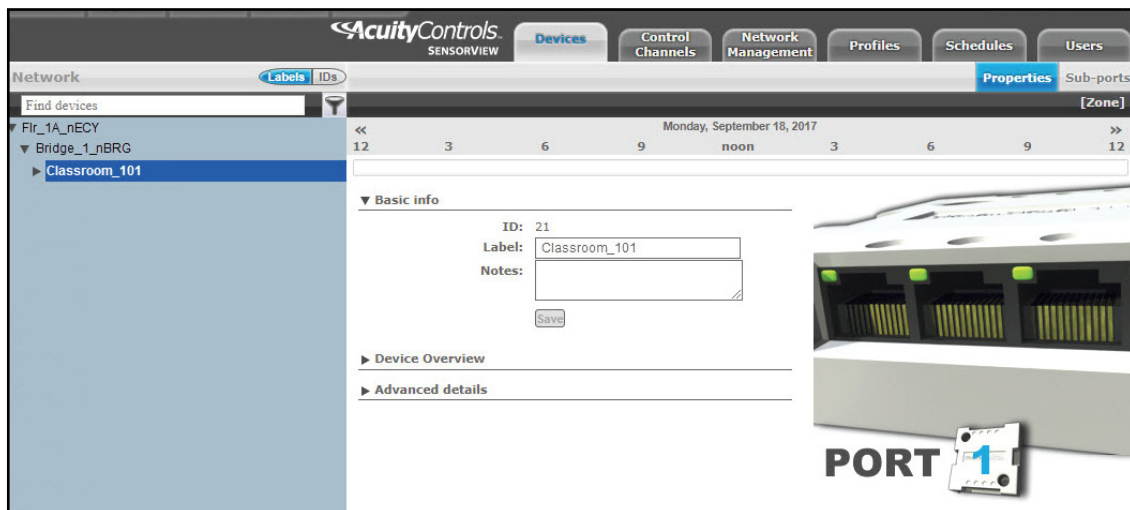 AcuityControls
SENSORVIEW
Devices
Control Channels
Network Management
Profiles
Schedules
Users
Network
Labels IDs
Properties Sub-ports
Find devices
[Zone]
Flr_1A_nECY
Bridge_1_nBRG
Classroom_101
« Monday, September 18, 2017 »
12 3 6 9 noon 3 6 9 12
Basic info
ID: 21
Label: Classroom_101
Notes:
Save
Device Overview
Advanced details
PORT 1